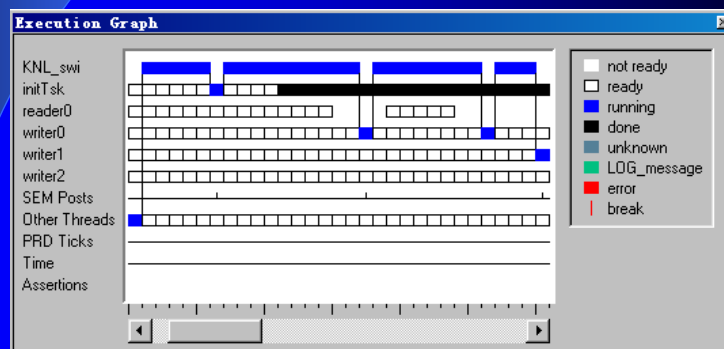 Execution Graph
KNL_swi
initTsk
reader0
writer0
writer1
writer2
SEM Posts
Other Threads
PRD Ticks
Time
Assertions
not ready
ready
running
done
unknown
LOG_message
error
break